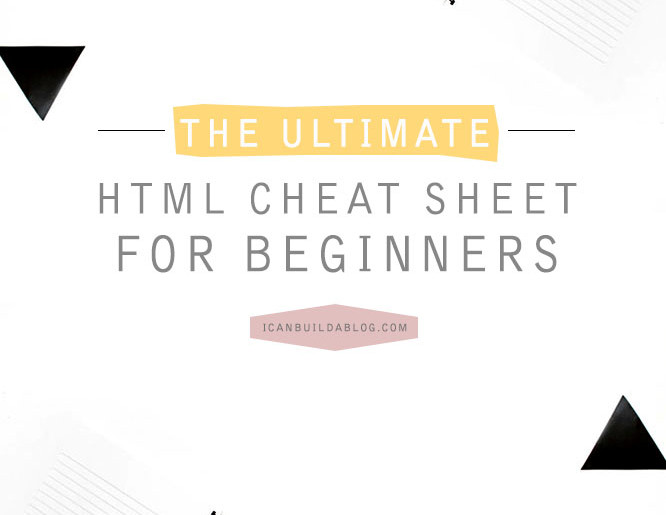 THE ULTIMATE
HTML CHEAT SHEET
FOR BEGINNERS
ICANBUILDABLOG.COM